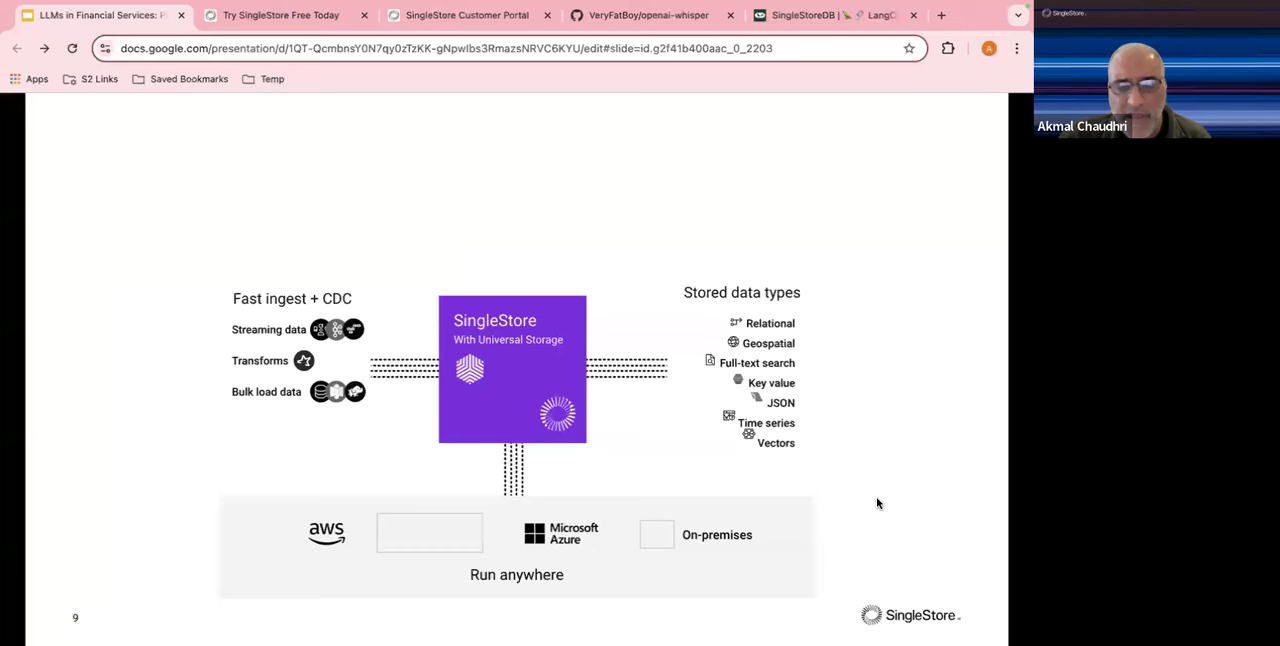 LLMs in Financial Services:
Try SingleStore Free Today
SingleStore Customer Portal
VeryFatBoy/openai-whisper
SingleStoreDB |
docs.google.com/presentation/d/1QT-QcmbnsY0N7qy0zTzKK-gNpwlbs3RmazsNRVC6KYU/edit#slide=id.g2f41b400aac_0_2203
A
Apps
S2 Links
Saved Bookmarks
Temp
SingleStore
Akmal Chaudhri
Fast ingest + CDC
Streaming data
Transforms
Bulk load data
SingleStore
With Universal Storage
Stored data types
Relational
Geospatial
Full-text search
Key value
JSON
Time series
Vectors
aws
Microsoft
Azure
On-premises
Run anywhere
9
SingleStore